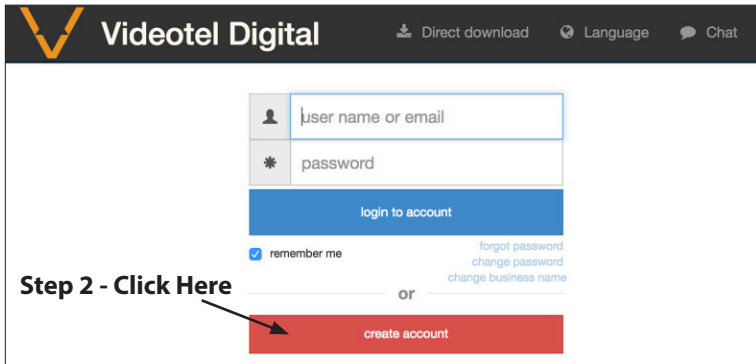 Videotel Digital Direct download Language Chat
user name or email
password
login to account
remember me
forgot password
change password
change business name
Step 2 - Click Here
or
create account